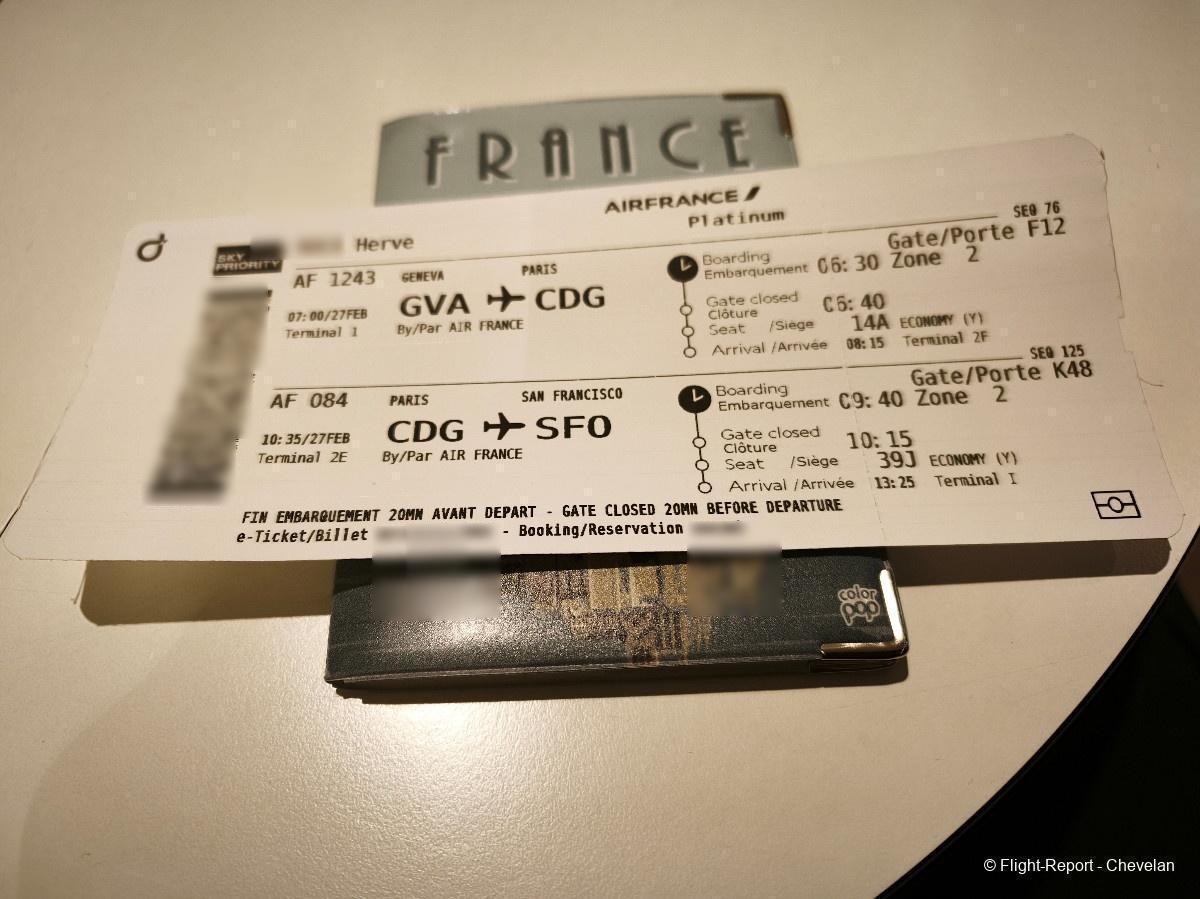 FRANCE
AIRFRANCE
Platinum
SKY PRIORITY
Herve
SEQ 76
Gate/Porte F12
AF 1243
GENEVA PARIS
GVA CDG
07:00/27FEB
Terminal 1
By/Par AIR FRANCE
Boarding
Embarquement 06:30 Zone 2
Gate closed
Clôture 06:40
Seat /Siège 14A ECONOMY (Y)
Arrival /Arrivée 08:15 Terminal 2F
SEQ 125
Gate/Porte K48
AF 084
PARIS SAN FRANCISCO
CDG SFO
10:35/27FEB
Terminal 2E
By/Par AIR FRANCE
Boarding
Embarquement 09:40 Zone 2
Gate closed
Clôture 10:15
Seat /Siège 39J ECONOMY (Y)
Arrival /Arrivée 13:25 Terminal I
FIN EMBARQUEMENT 20MN AVANT DEPART - GATE CLOSED 20MN BEFORE DEPARTURE
e-Ticket/Billet - Booking/Reservation
color
pop
© Flight-Report - Chevelan